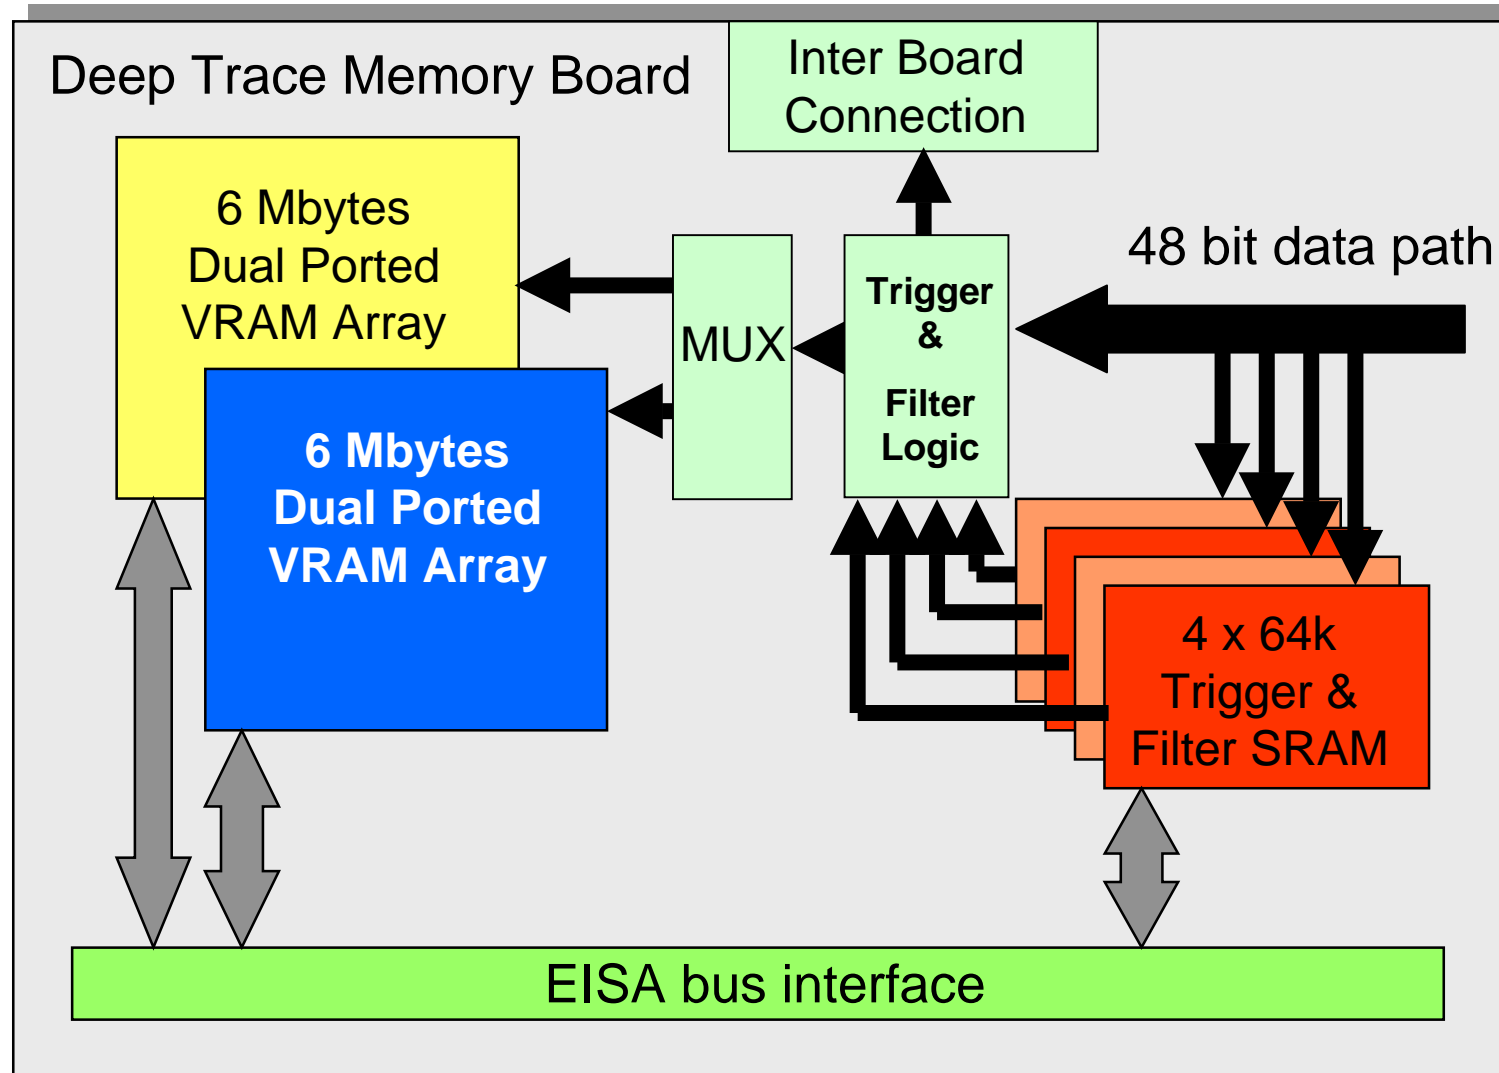 Deep Trace Memory Board
Inter Board
Connection
6 Mbytes
Dual Ported
VRAM Array
48 bit data path
MUX
Trigger
&
Filter
Logic
6 Mbytes
Dual Ported
VRAM Array
4 x 64k
Trigger &
Filter SRAM
EISA bus interface